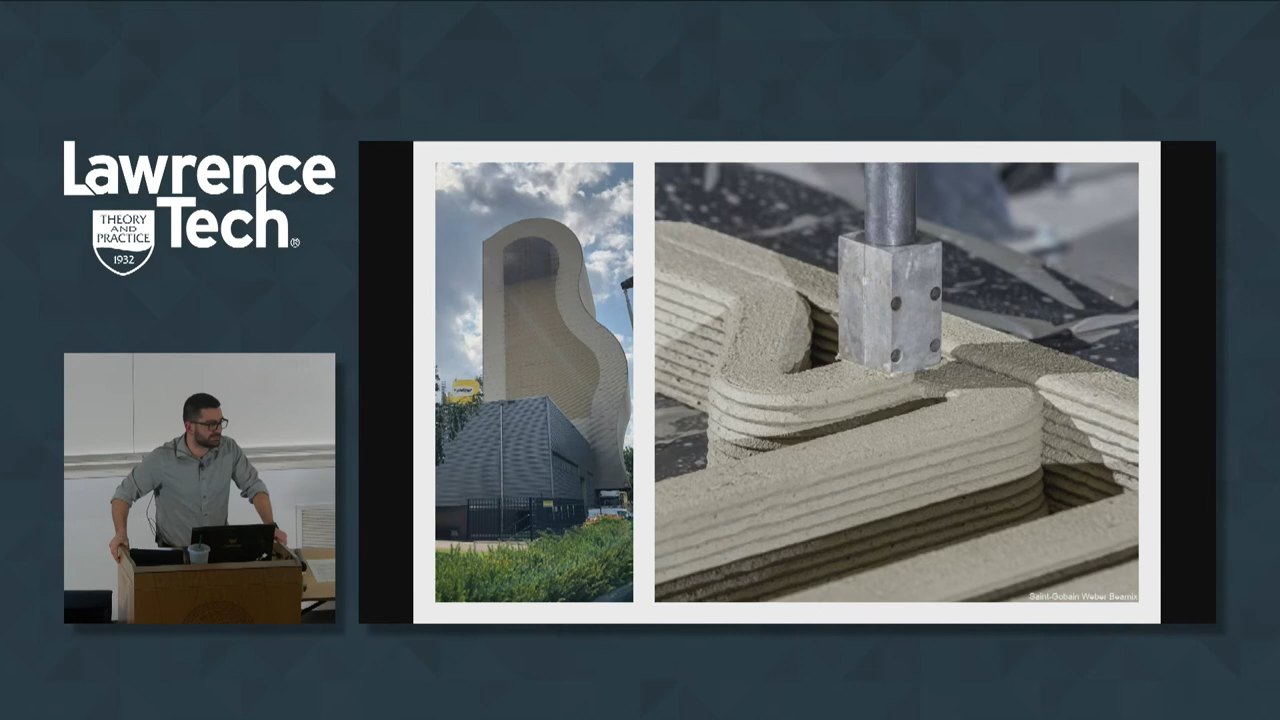 Lawrence
Tech®
THEORY
AND
PRACTICE
1932
Saint-Gobain Weber Beamix